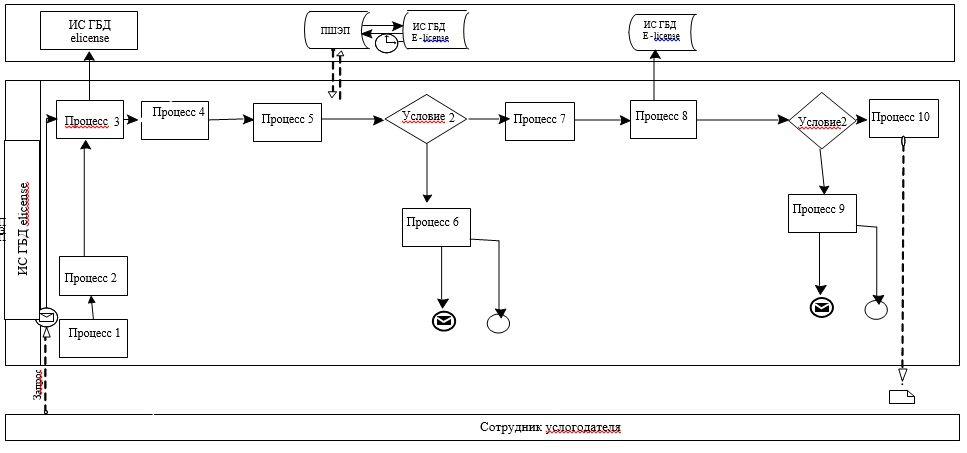 ИС ГБД
elicense
ПШЭП
ИС ГБД
Е -license
ИС ГБД
Е -license
Процесс 3
Процесс 4
Процесс 5
Условие 2
Процесс 7
Процесс 8
Условие2
Процесс 10
ИС ГБД elicense
Процесс 6
Процесс 9
Процесс 2
Процесс 1
Запрос
Сотрудник услогодателя